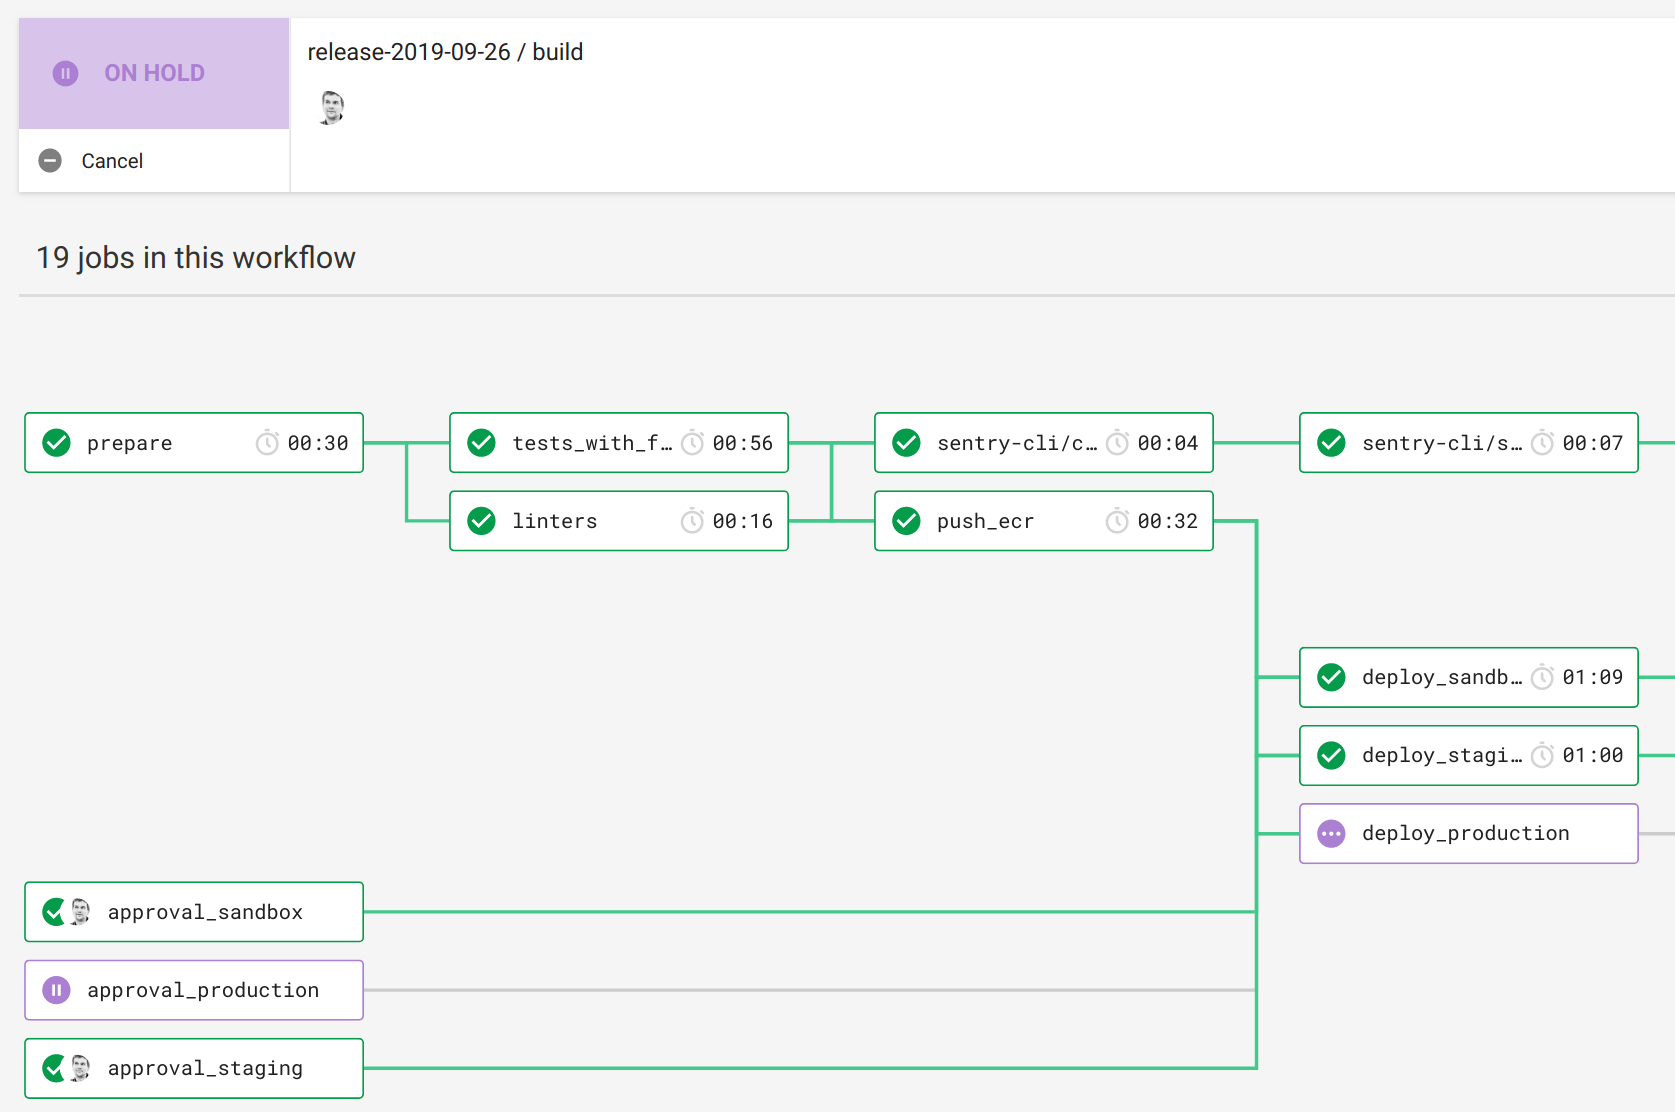 ON HOLD
release-2019-09-26 / build
Cancel
19 jobs in this workflow
prepare 00:30
tests_with_f… 00:56
sentry-cli/c… 00:04
sentry-cli/s… 00:07
linters 00:16
push_ecr 00:32
deploy_sandb… 01:09
deploy_stagi… 01:00
deploy_production
approval_sandbox
approval_production
approval_staging